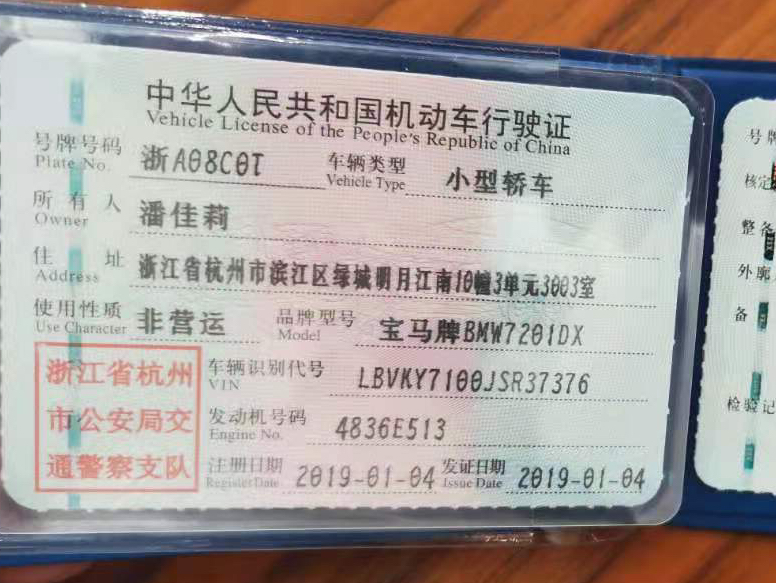 中华人民共和国机动车行驶证
Vehicle License of the People's Republic of China
号牌号码 浙A08C0T 车辆类型 小型轿车
Plate No. Vehicle Type
所有人 潘佳莉
Owner
住址 浙江省杭州市滨江区绿城明月江南10幢3单元3003室
Address
使用性质 非营运 品牌型号 宝马牌BMW7201DX
Use Character Model
浙江省杭州
市公安局交
通警察支队
车辆识别代号 LBVKY7100JSR37376
VIN
发动机号码 4836E513
Engine No.
注册日期 2019-01-04 发证日期 2019-01-04
Register Date Issue Date
号牌
核定
整备
外廓
备
检验记